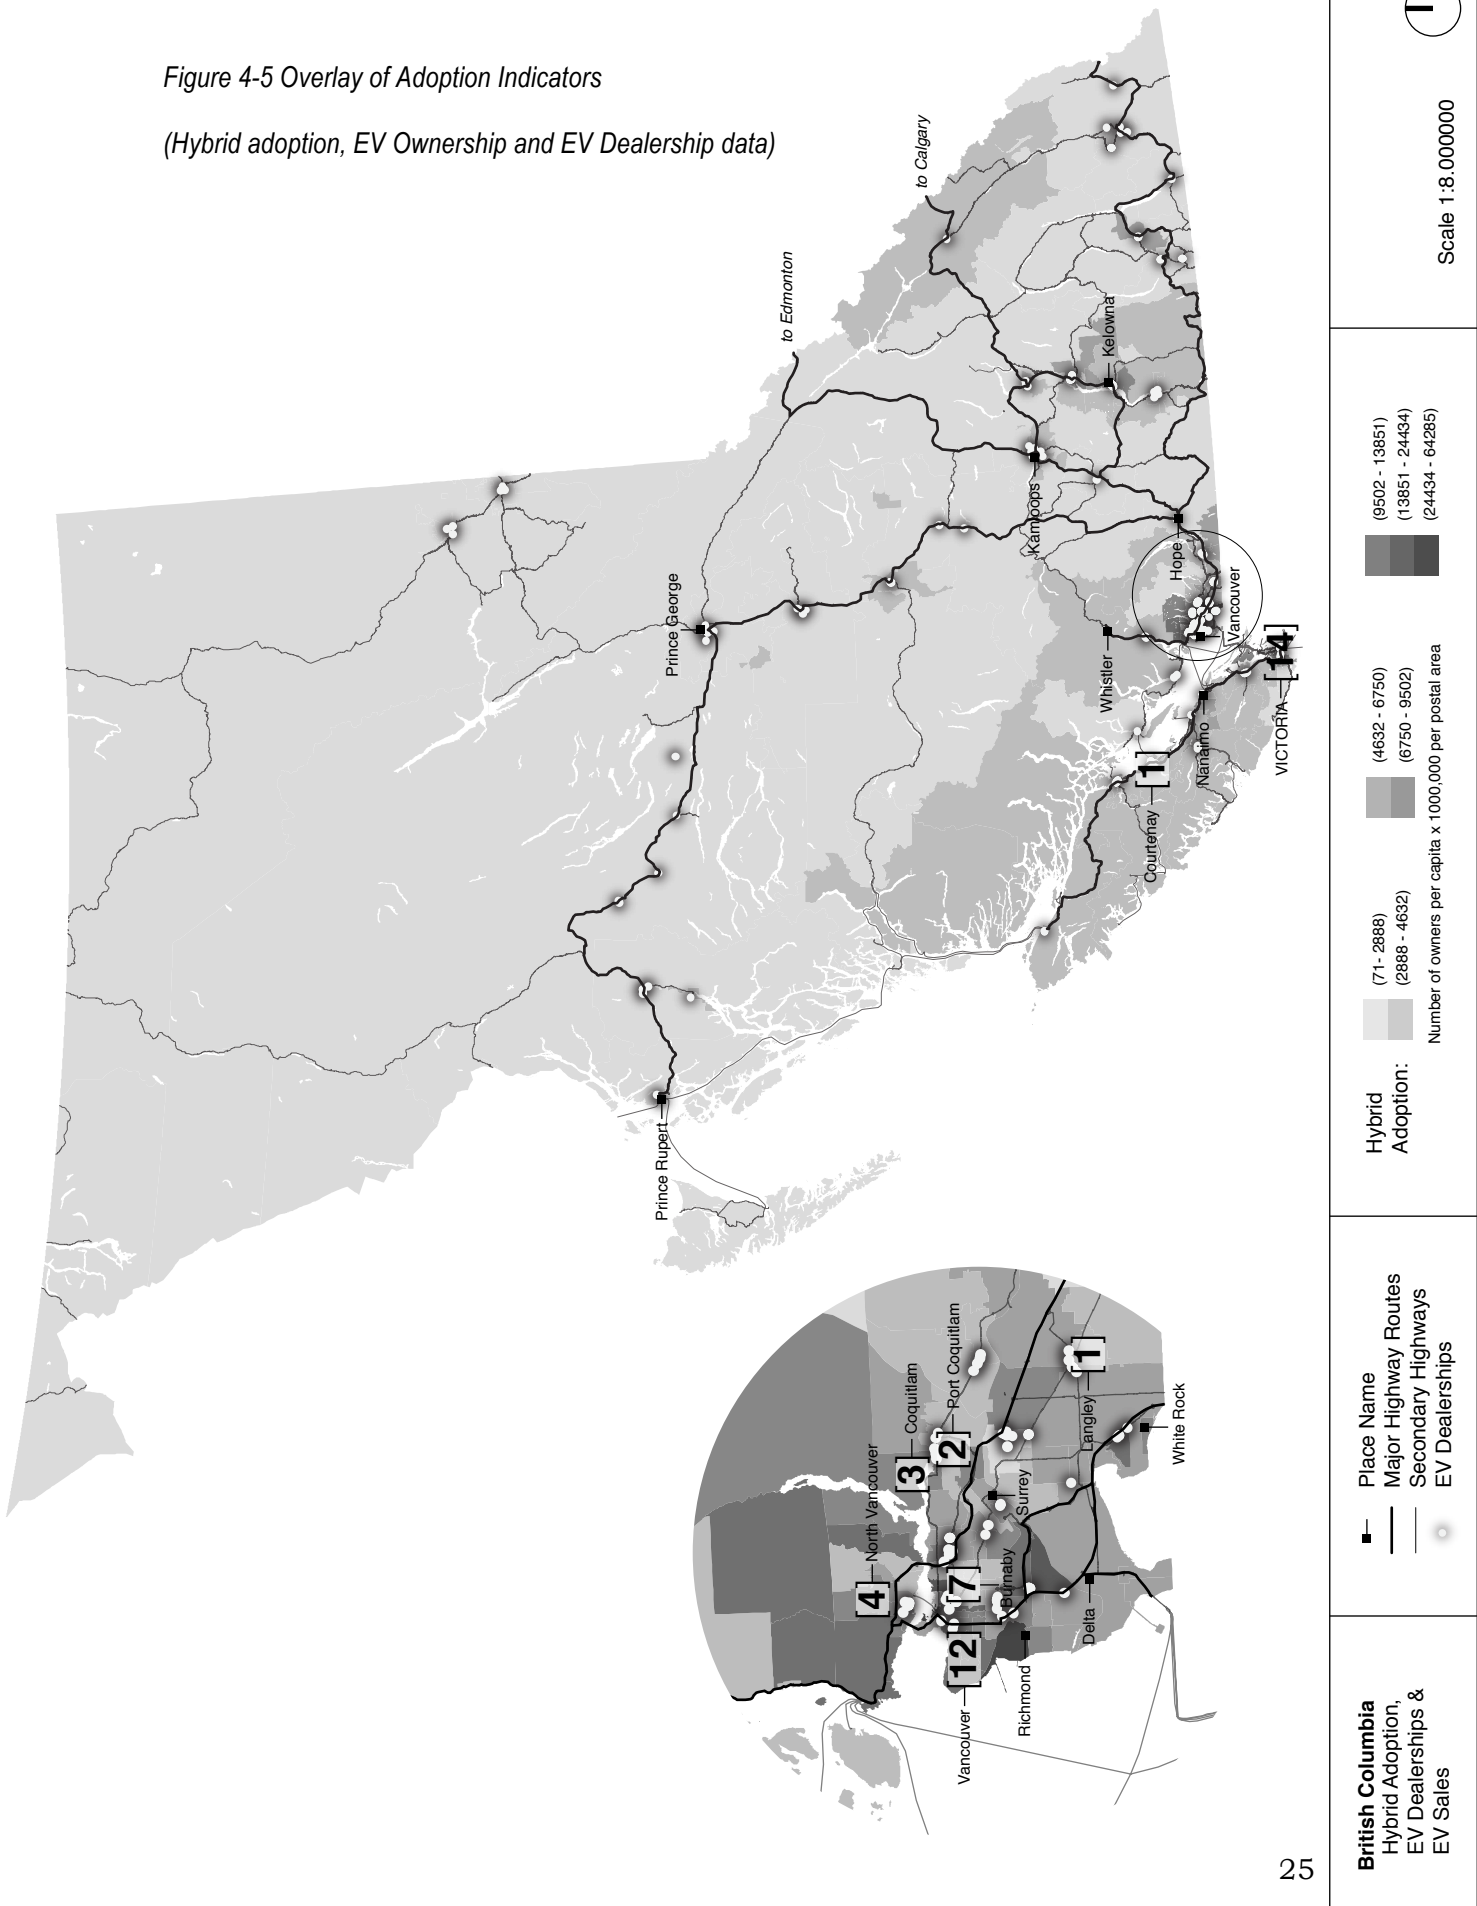 Figure 4-5 Overlay of Adoption Indicators
(Hybrid adoption, EV Ownership and EV Dealership data)
to Calgary
to Edmonton
Prince George
Kelowna
Kamloops
Hope
Vancouver
Whistler
Nanaimo
[1]
Courtenay
[14]
VICTORIA
Prince Rupert
North Vancouver
[4]
Coquitlam
[3]
Port Coquitlam
[2]
[7]
Burnaby
Surrey
Langley
[1]
White Rock
[12]
Vancouver
Richmond
Delta
British Columbia
Hybrid Adoption,
EV Dealerships &
EV Sales
Place Name
Major Highway Routes
Secondary Highways
EV Dealerships
Hybrid
Adoption:
(71- 2888)
(2888 - 4632)
(4632 - 6750)
(6750 - 9502)
(9502 - 13851)
(13851 - 24434)
(24434 - 64285)
Number of owners per capita x 1000,000 per postal area
Scale 1:8.0000000
25